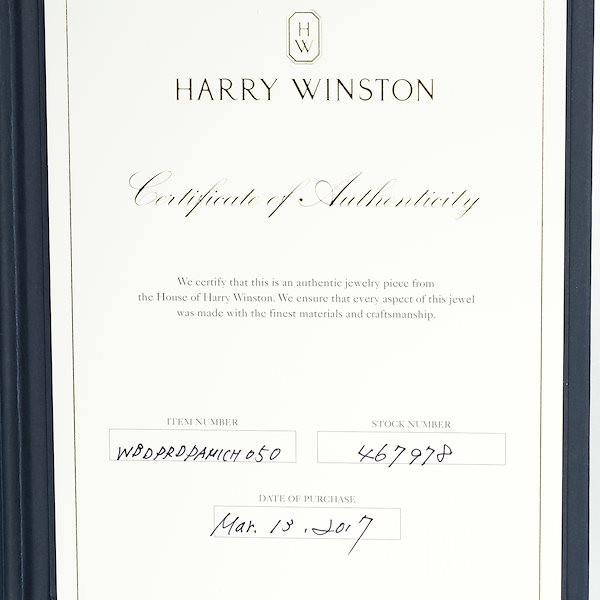 HW
HARRY WINSTON
Certificate of Authenticity
We certify that this is an authentic jewelry piece from
the House of Harry Winston. We ensure that every aspect of this jewel
was made with the finest materials and craftsmanship.
ITEM NUMBER
WBDPRDPAMICH050
STOCK NUMBER
467978
DATE OF PURCHASE
Mar. 13. 2017